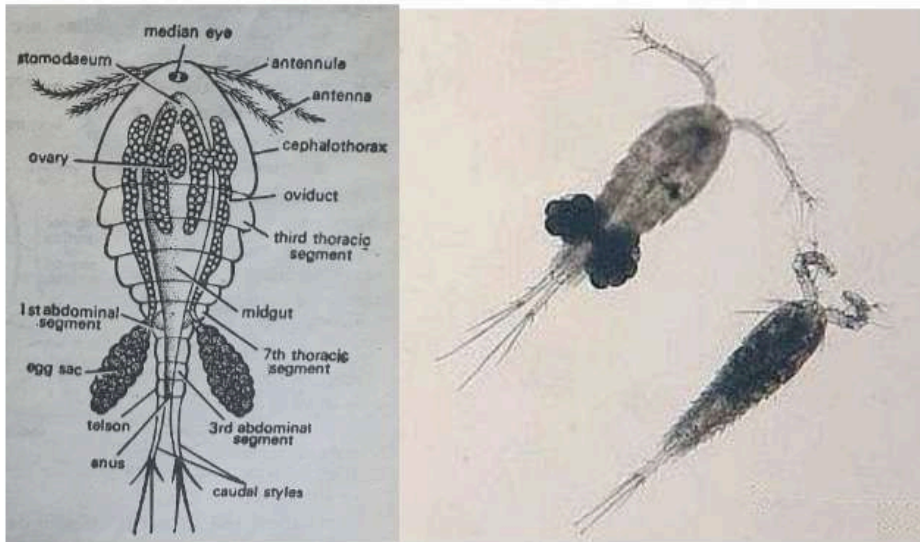 median eye
stomodaeum
antennule
antenna
cephalothorax
ovary
oviduct
third thoracic
segment
midgut
1st abdominal
segment
7th thoracic
segment
egg sac
telson
3rd abdominal
segment
anus
caudal styles